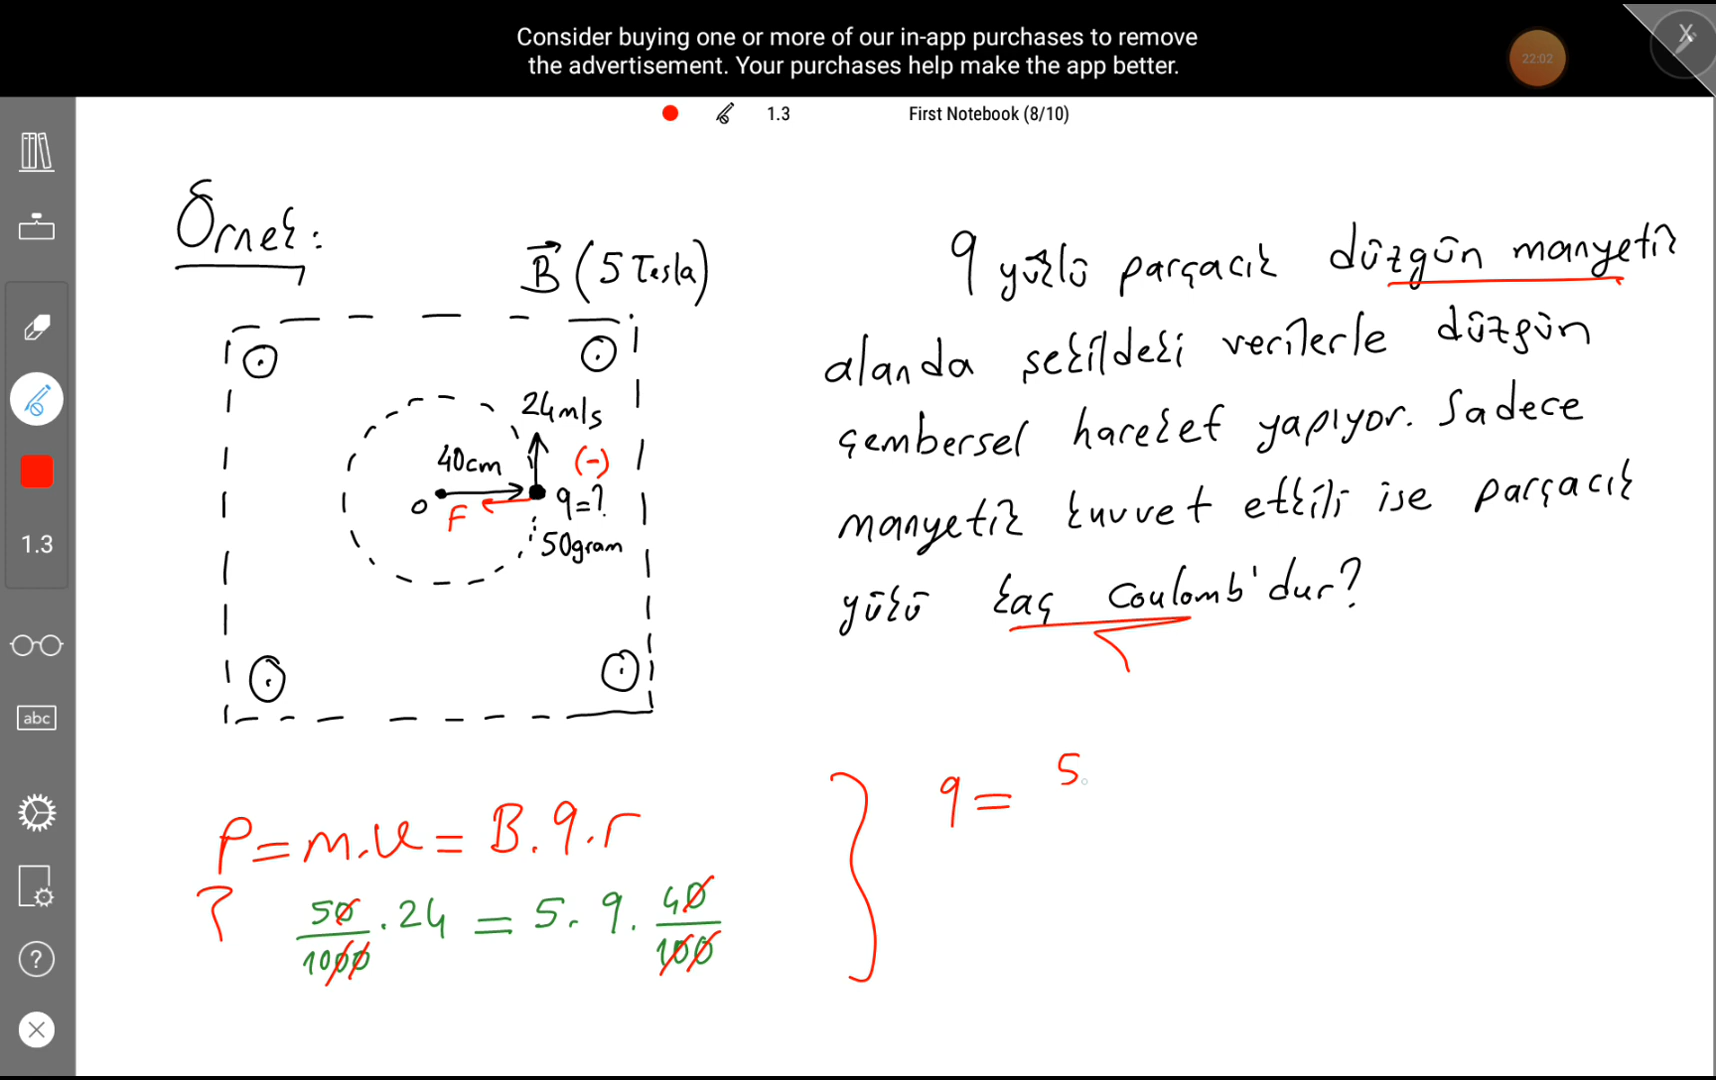 Consider buying one or more of our in-app purchases to remove
the advertisement. Your purchases help make the app better.
22:02
X
1.3 First Notebook (8/10)
Örnek:
B (5 Tesla)
24m/s
40cm
(-)
O
F
q=?
50gram
q yüklü parçacık düzgün manyetik
alanda şekildeki verilerle düzgün
çembersel hareket yapıyor. Sadece
manyetik kuvvet etkili ise parçacık
yükü kaç Coulomb'dur?
1.3
abc
?
P=m.v=B.q.r
50/1000 . 24 = 5. q. 40/100
q= 5.